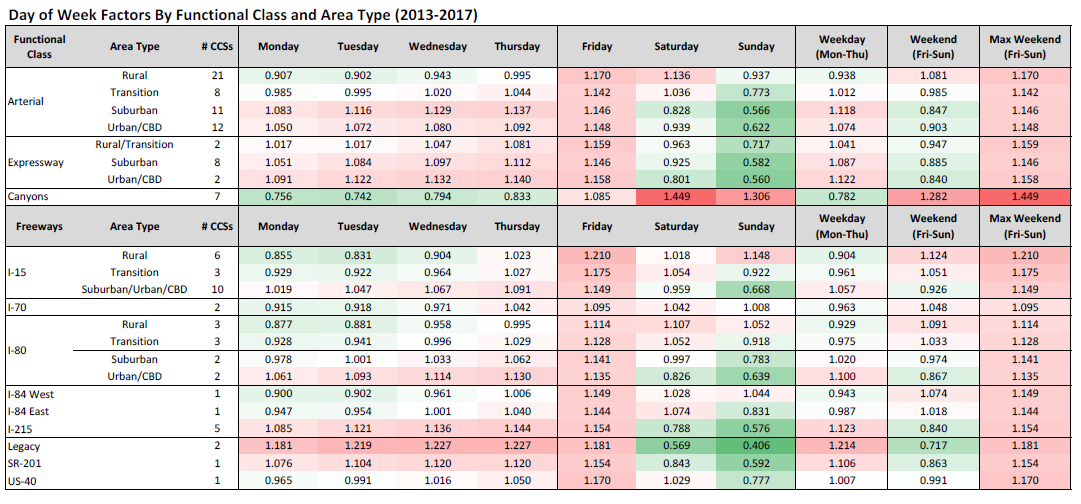 Day of Week Factors By Functional Class and Area Type (2013-2017)
Functional Class Area Type # CCSs Monday Tuesday Wednesday Thursday Friday Saturday Sunday Weekday (Mon-Thu) Weekend (Fri-Sun) Max Weekend (Fri-Sun)
Arterial Rural 21 0.907 0.902 0.943 0.995 1.170 1.136 0.937 0.938 1.081 1.170
Transition 8 0.985 0.995 1.020 1.044 1.142 1.036 0.773 1.012 0.985 1.142
Suburban 11 1.083 1.116 1.129 1.137 1.146 0.828 0.566 1.118 0.847 1.146
Urban/CBD 12 1.050 1.072 1.080 1.092 1.148 0.939 0.622 1.074 0.903 1.148
Expressway Rural/Transition 2 1.017 1.017 1.047 1.081 1.159 0.963 0.717 1.041 0.947 1.159
Suburban 8 1.051 1.084 1.097 1.112 1.146 0.925 0.582 1.087 0.885 1.146
Urban/CBD 2 1.091 1.122 1.132 1.140 1.158 0.801 0.560 1.122 0.840 1.158
Canyons 7 0.756 0.742 0.794 0.833 1.085 1.449 1.306 0.782 1.282 1.449
Freeways Area Type # CCSs Monday Tuesday Wednesday Thursday Friday Saturday Sunday Weekday (Mon-Thu) Weekend (Fri-Sun) Max Weekend (Fri-Sun)
I-15 Rural 6 0.855 0.831 0.904 1.023 1.210 1.018 1.148 0.904 1.124 1.210
Transition 3 0.929 0.922 0.964 1.027 1.175 1.054 0.922 0.961 1.051 1.175
Suburban/Urban/CBD 10 1.019 1.047 1.067 1.091 1.149 0.959 0.668 1.057 0.926 1.149
I-70 2 0.915 0.918 0.971 1.042 1.095 1.042 1.008 0.963 1.048 1.095
I-80 Rural 3 0.877 0.881 0.958 0.995 1.114 1.107 1.052 0.929 1.091 1.114
Transition 3 0.928 0.941 0.996 1.029 1.128 1.052 0.918 0.975 1.033 1.128
Suburban 2 0.978 1.001 1.033 1.062 1.141 0.997 0.783 1.020 0.974 1.141
Urban/CBD 2 1.061 1.093 1.114 1.130 1.135 0.826 0.639 1.100 0.867 1.135
I-84 West 1 0.900 0.902 0.961 1.006 1.149 1.028 1.044 0.943 1.074 1.149
I-84 East 1 0.947 0.954 1.001 1.040 1.144 1.074 0.831 0.987 1.018 1.144
I-215 5 1.085 1.121 1.136 1.144 1.154 0.788 0.576 1.123 0.840 1.154
Legacy 2 1.181 1.219 1.227 1.227 1.181 0.569 0.406 1.214 0.717 1.181
SR-201 1 1.076 1.104 1.120 1.120 1.154 0.843 0.592 1.106 0.863 1.154
US-40 1 0.965 0.991 1.016 1.050 1.170 1.029 0.777 1.007 0.991 1.170